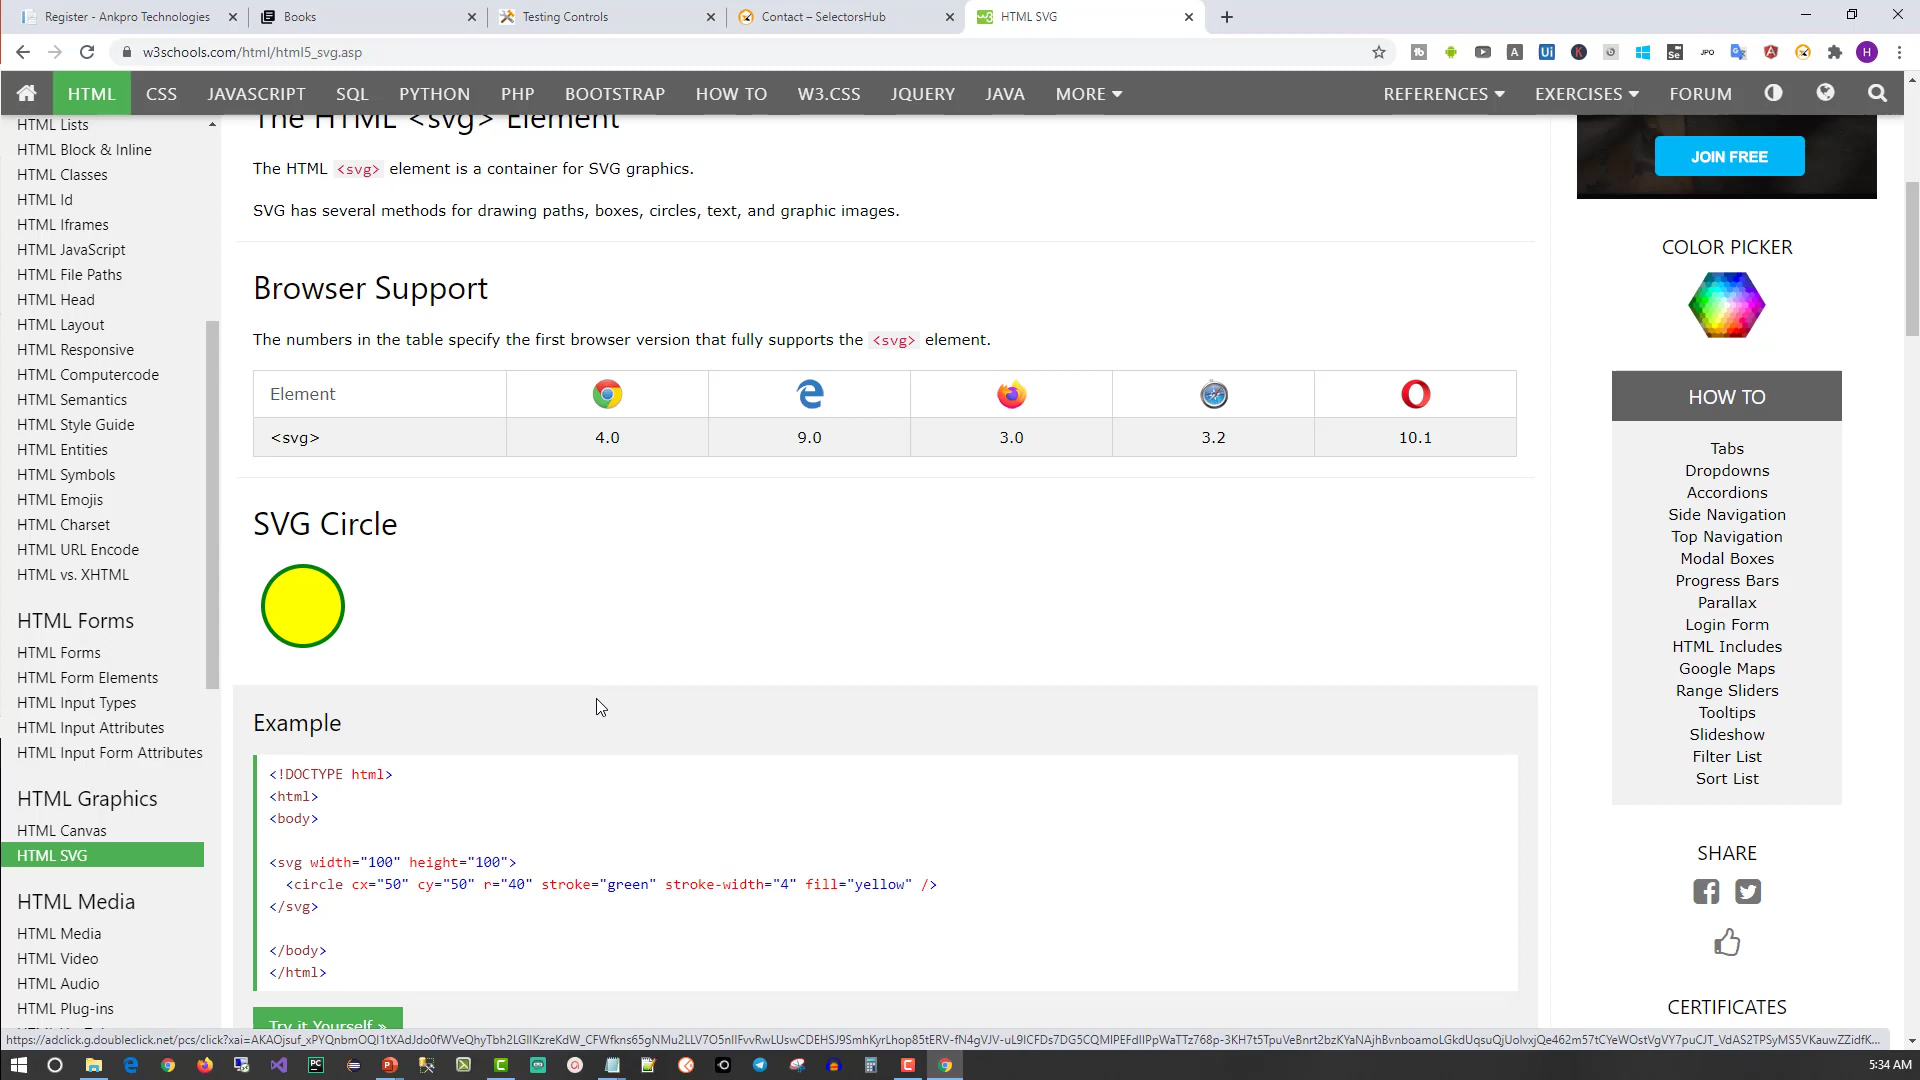 Register - Ankpro Technologies
Books
Testing Controls
Contact – SelectorsHub
HTML SVG
w3schools.com/html/html5_svg.asp
HTML
CSS
JAVASCRIPT
SQL
PYTHON
PHP
BOOTSTRAP
HOW TO
W3.CSS
JQUERY
JAVA
MORE
REFERENCES
EXERCISES
FORUM
HTML Lists
HTML Block & Inline
HTML Classes
HTML Id
HTML Iframes
HTML JavaScript
HTML File Paths
HTML Head
HTML Layout
HTML Responsive
HTML Computercode
HTML Semantics
HTML Style Guide
HTML Entities
HTML Symbols
HTML Emojis
HTML Charset
HTML URL Encode
HTML vs. XHTML
HTML Forms
HTML Forms
HTML Form Elements
HTML Input Types
HTML Input Attributes
HTML Input Form Attributes
HTML Graphics
HTML Canvas
HTML SVG
HTML Media
HTML Media
HTML Video
HTML Audio
HTML Plug-ins
The HTML <svg> Element
The HTML <svg> element is a container for SVG graphics.
SVG has several methods for drawing paths, boxes, circles, text, and graphic images.
Browser Support
The numbers in the table specify the first browser version that fully supports the <svg> element.
Element
<svg> 4.0 9.0 3.0 3.2 10.1
SVG Circle
Example
<!DOCTYPE html>
<html>
<body>
<svg width="100" height="100">
<circle cx="50" cy="50" r="40" stroke="green" stroke-width="4" fill="yellow" />
</svg>
</body>
</html>
Try it Yourself »
JOIN FREE
COLOR PICKER
HOW TO
Tabs
Dropdowns
Accordions
Side Navigation
Top Navigation
Modal Boxes
Progress Bars
Parallax
Login Form
HTML Includes
Google Maps
Range Sliders
Tooltips
Slideshow
Filter List
Sort List
SHARE
CERTIFICATES
5:34 AM